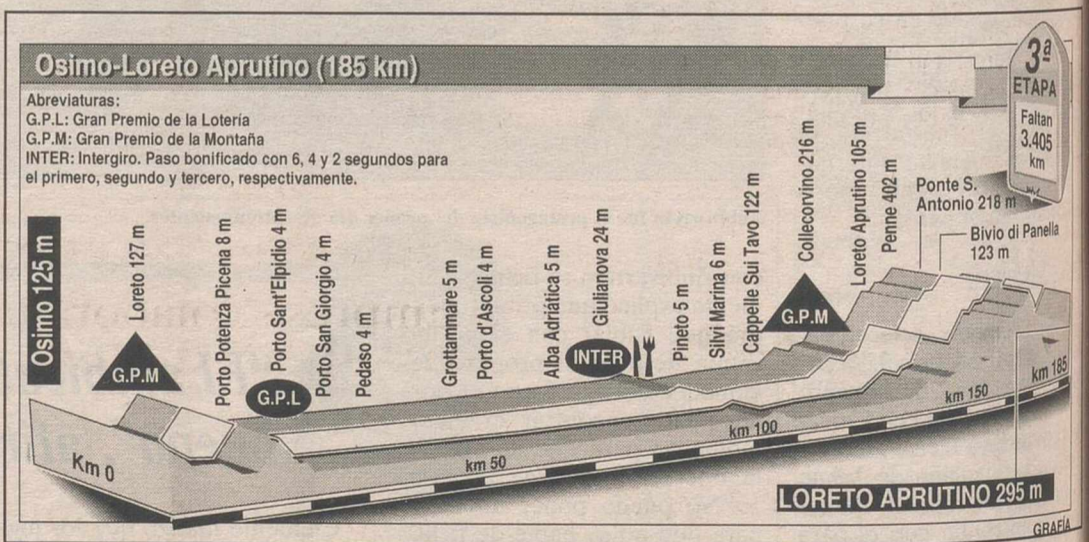 Osimo-Loreto Aprutino (185 km)
3ª
ETAPA
Faltan
3.405
km
Abreviaturas:
G.P.L: Gran Premio de la Lotería
G.P.M: Gran Premio de la Montaña
INTER: Intergiro. Paso bonificado con 6, 4 y 2 segundos para
el primero, segundo y tercero, respectivamente.
Osimo 125 m
Loreto 127 m
G.P.M
Porto Potenza Picena 8 m
Porto Sant'Elpidio 4 m
G.P.L
Porto San Giorgio 4 m
Pedaso 4 m
Grottammare 5 m
Porto d'Ascoli 4 m
Alba Adriática 5 m
Giulianova 24 m
INTER
Pineto 5 m
Silvi Marina 6 m
Cappelle Sui Tavo 122 m
Collecorvino 216 m
G.P.M
Loreto Aprutino 105 m
Penne 402 m
Ponte S.
Antonio 218 m
Bivio di Panella
123 m
Km 0
km 50
km 100
km 150
km 185
LORETO APRUTINO 295 m
GRAFÍA